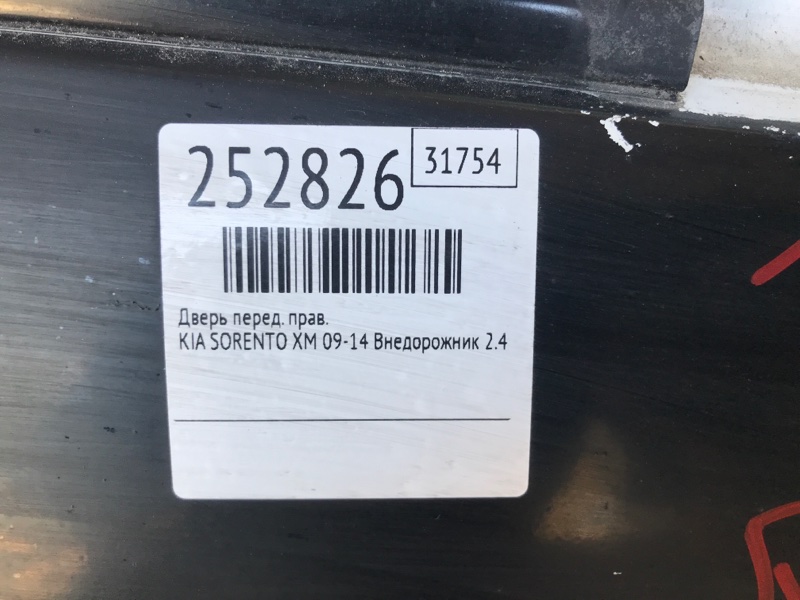 252826
31754
Дверь перед. прав.
KIA SORENTO XM 09-14 Внедорожник 2.4